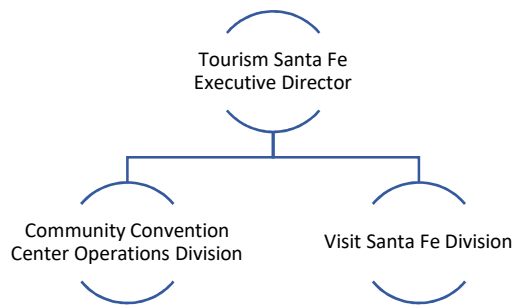 Tourism Santa Fe
Executive Director
Community Convention
Center Operations Division
Visit Santa Fe Division